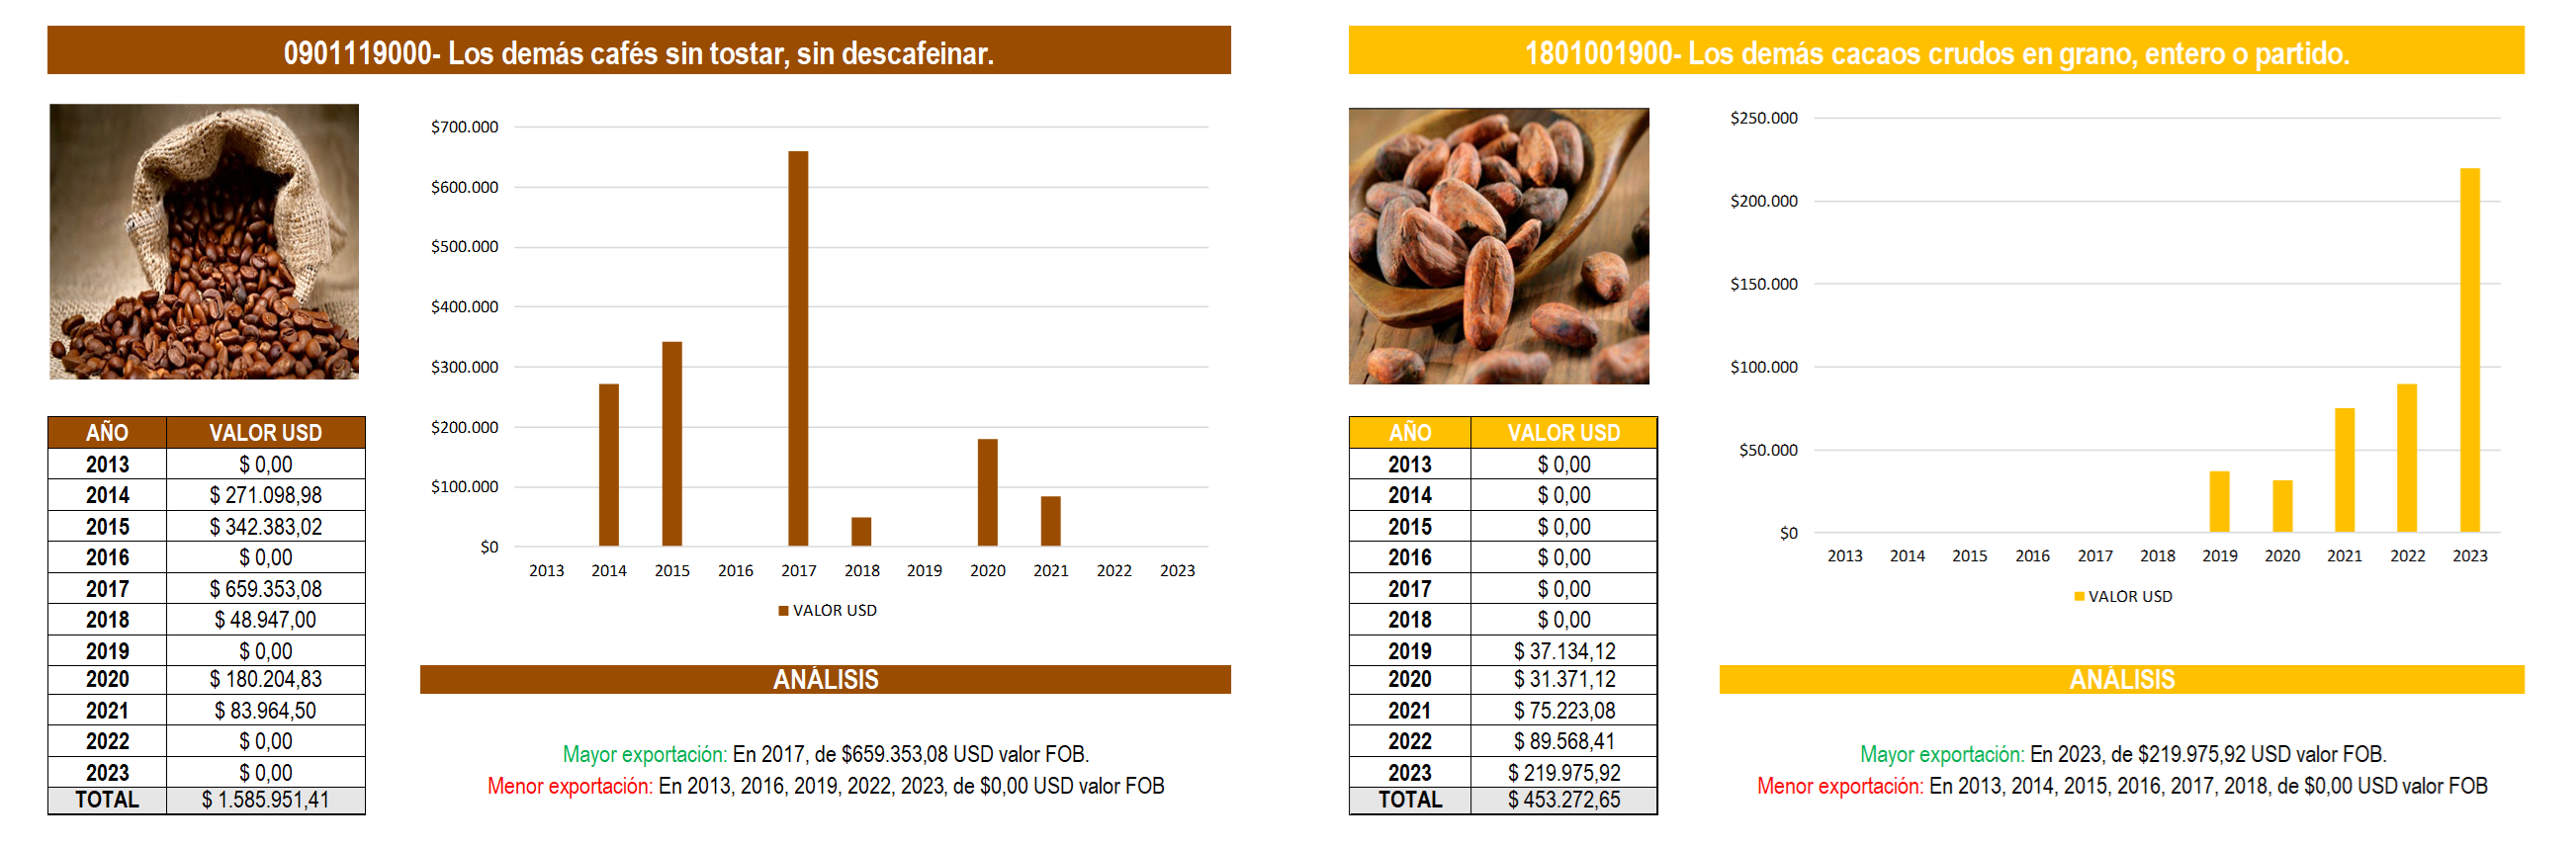 0901119000- Los demás cafés sin tostar, sin descafeinar.
$700.000
$600.000
$500.000
$400.000
$300.000
$200.000
$100.000
$0
2013 2014 2015 2016 2017 2018 2019 2020 2021 2022 2023
VALOR USD
AÑO VALOR USD
2013 $ 0,00
2014 $ 271.098,98
2015 $ 342.383,02
2016 $ 0,00
2017 $ 659.353,08
2018 $ 48.947,00
2019 $ 0,00
2020 $ 180.204,83
2021 $ 83.964,50
2022 $ 0,00
2023 $ 0,00
TOTAL $ 1.585.951,41
ANÁLISIS
Mayor exportación: En 2017, de $659.353,08 USD valor FOB.
Menor exportación: En 2013, 2016, 2019, 2022, 2023, de $0,00 USD valor FOB
1801001900- Los demás cacaos crudos en grano, entero o partido.
$250.000
$200.000
$150.000
$100.000
$50.000
$0
2013 2014 2015 2016 2017 2018 2019 2020 2021 2022 2023
VALOR USD
AÑO VALOR USD
2013 $ 0,00
2014 $ 0,00
2015 $ 0,00
2016 $ 0,00
2017 $ 0,00
2018 $ 0,00
2019 $ 37.134,12
2020 $ 31.371,12
2021 $ 75.223,08
2022 $ 89.568,41
2023 $ 219.975,92
TOTAL $ 453.272,65
ANÁLISIS
Mayor exportación: En 2023, de $219.975,92 USD valor FOB.
Menor exportación: En 2013, 2014, 2015, 2016, 2017, 2018, de $0,00 USD valor FOB